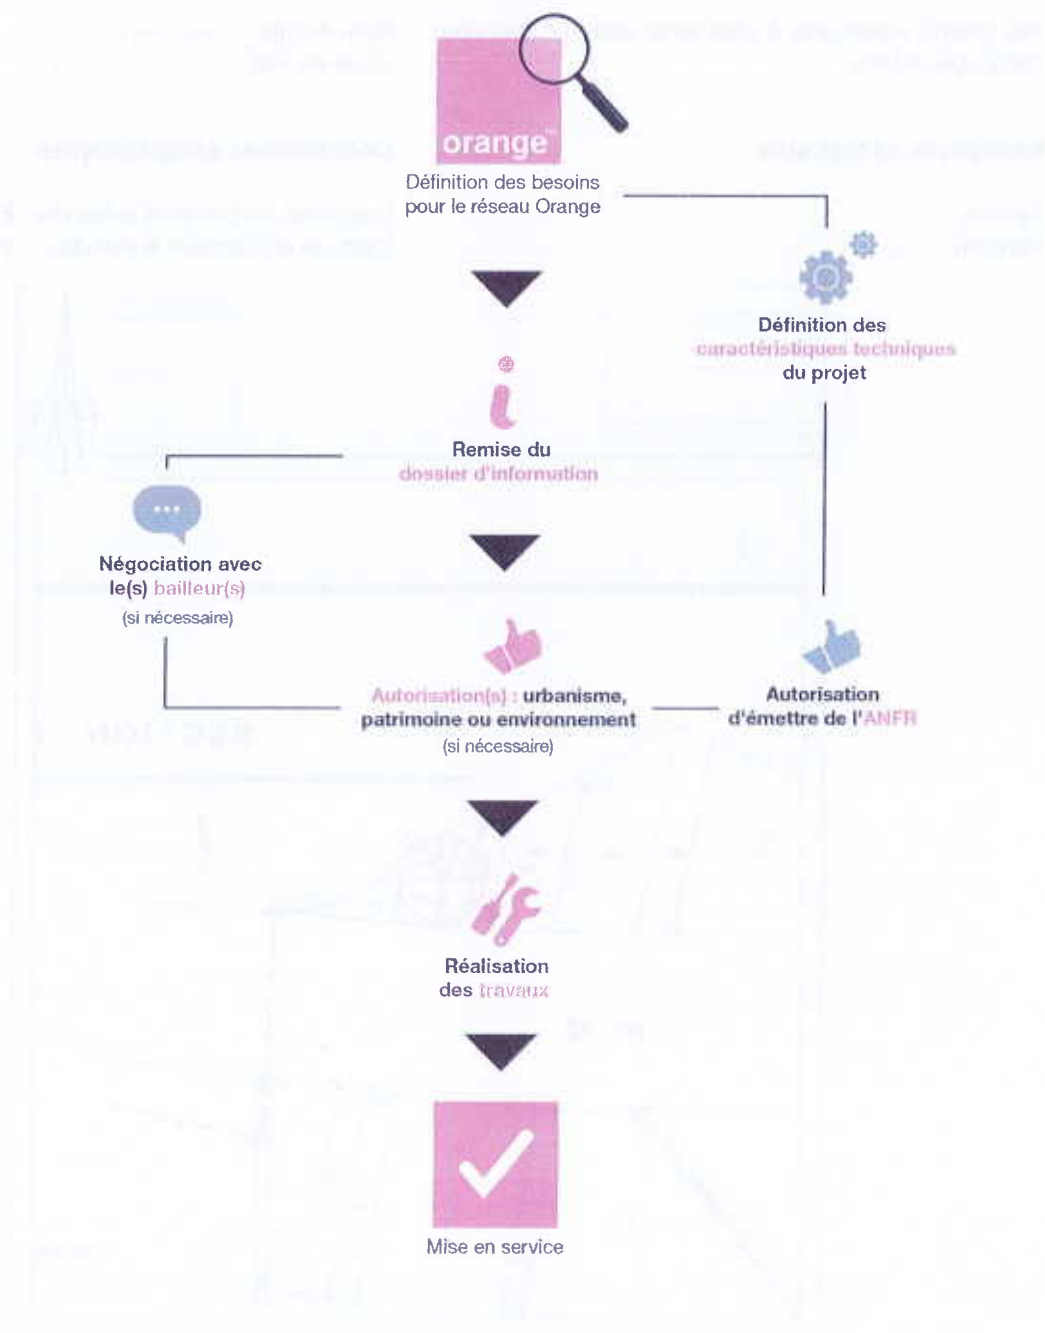 orange™
Définition des besoins
pour le réseau Orange
Définition des
caractéristiques techniques
du projet
Remise du
dossier d'information
Négociation avec
le(s) bailleur(s)
(si nécessaire)
Autorisation(s) : urbanisme,
patrimoine ou environnement
(si nécessaire)
Autorisation
d'émettre de l'ANFR
Réalisation
des travaux
Mise en service